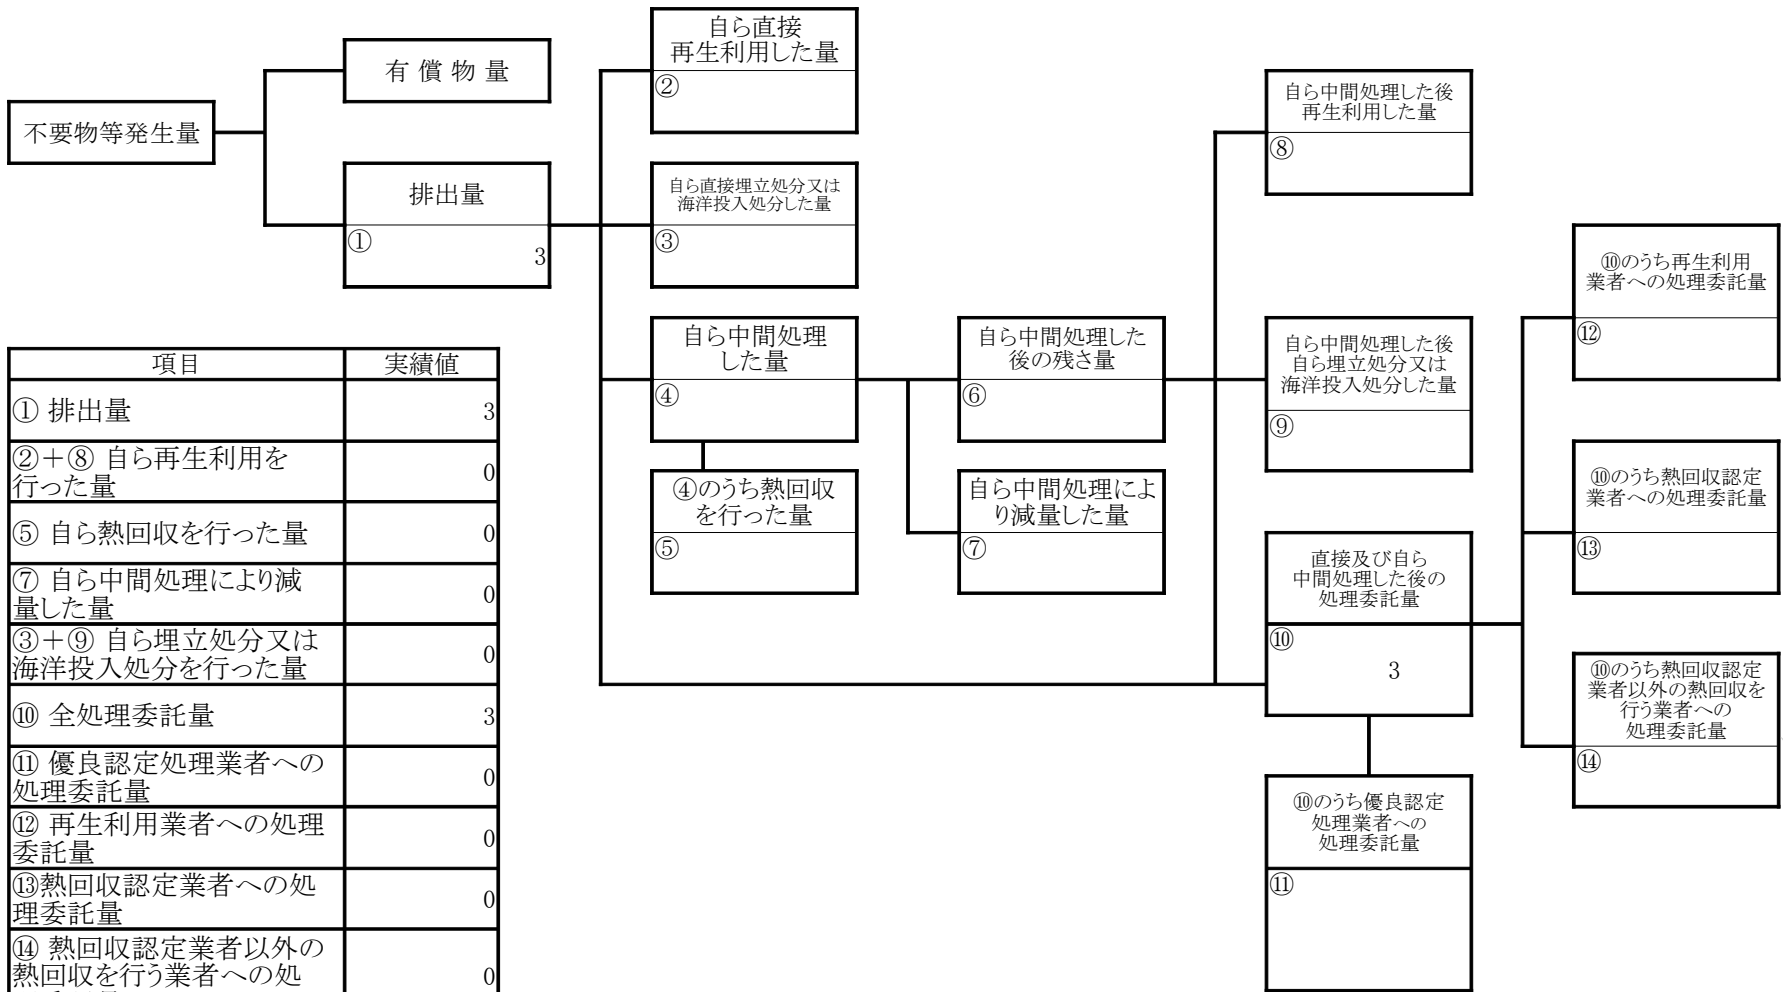 不要物等発生量
有 償 物 量
排出量
①
3
自ら直接
再生利用した量
②
自ら直接埋立処分又は
海洋投入処分した量
③
自ら中間処理
した量
④
④のうち熱回収
を行った量
⑤
自ら中間処理した
後の残さ量
⑥
自ら中間処理によ
り減量した量
⑦
自ら中間処理した後
再生利用した量
⑧
自ら中間処理した後
自ら埋立処分又は
海洋投入処分した量
⑨
直接及び自ら
中間処理した後の
処理委託量
⑩
3
⑩のうち優良認定
処理業者への
処理委託量
⑪
⑩のうち再生利用
業者への処理委託量
⑫
⑩のうち熱回収認定
業者への処理委託量
⑬
⑩のうち熱回収認定
業者以外の熱回収を
行う業者への
処理委託量
⑭
項目 実績値
① 排出量 3
②＋⑧ 自ら再生利用を
行った量 0
⑤ 自ら熱回収を行った量 0
⑦ 自ら中間処理により減
量した量 0
③＋⑨ 自ら埋立処分又は
海洋投入処分を行った量 0
⑩ 全処理委託量 3
⑪ 優良認定処理業者への
処理委託量 0
⑫ 再生利用業者への処理
委託量 0
⑬熱回収認定業者への処
理委託量 0
⑭ 熱回収認定業者以外の
熱回収を行う業者への処 0